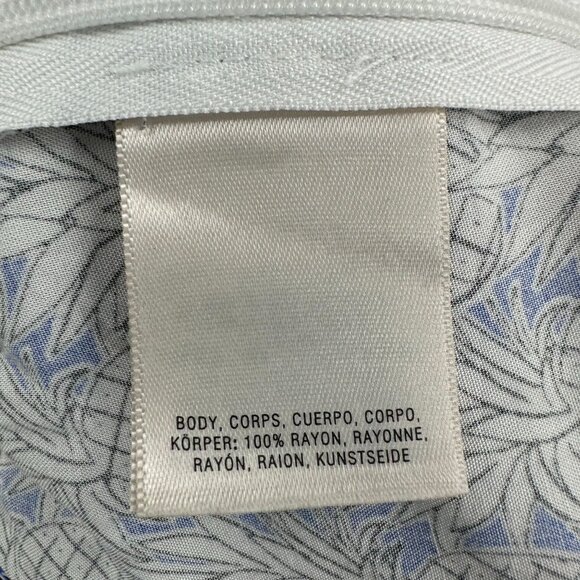 BODY, CORPS, CUERPO, CORPO,
KÖRPER: 100% RAYON, RAYONNE,
RAYÓN, RAION, KUNSTSEIDE